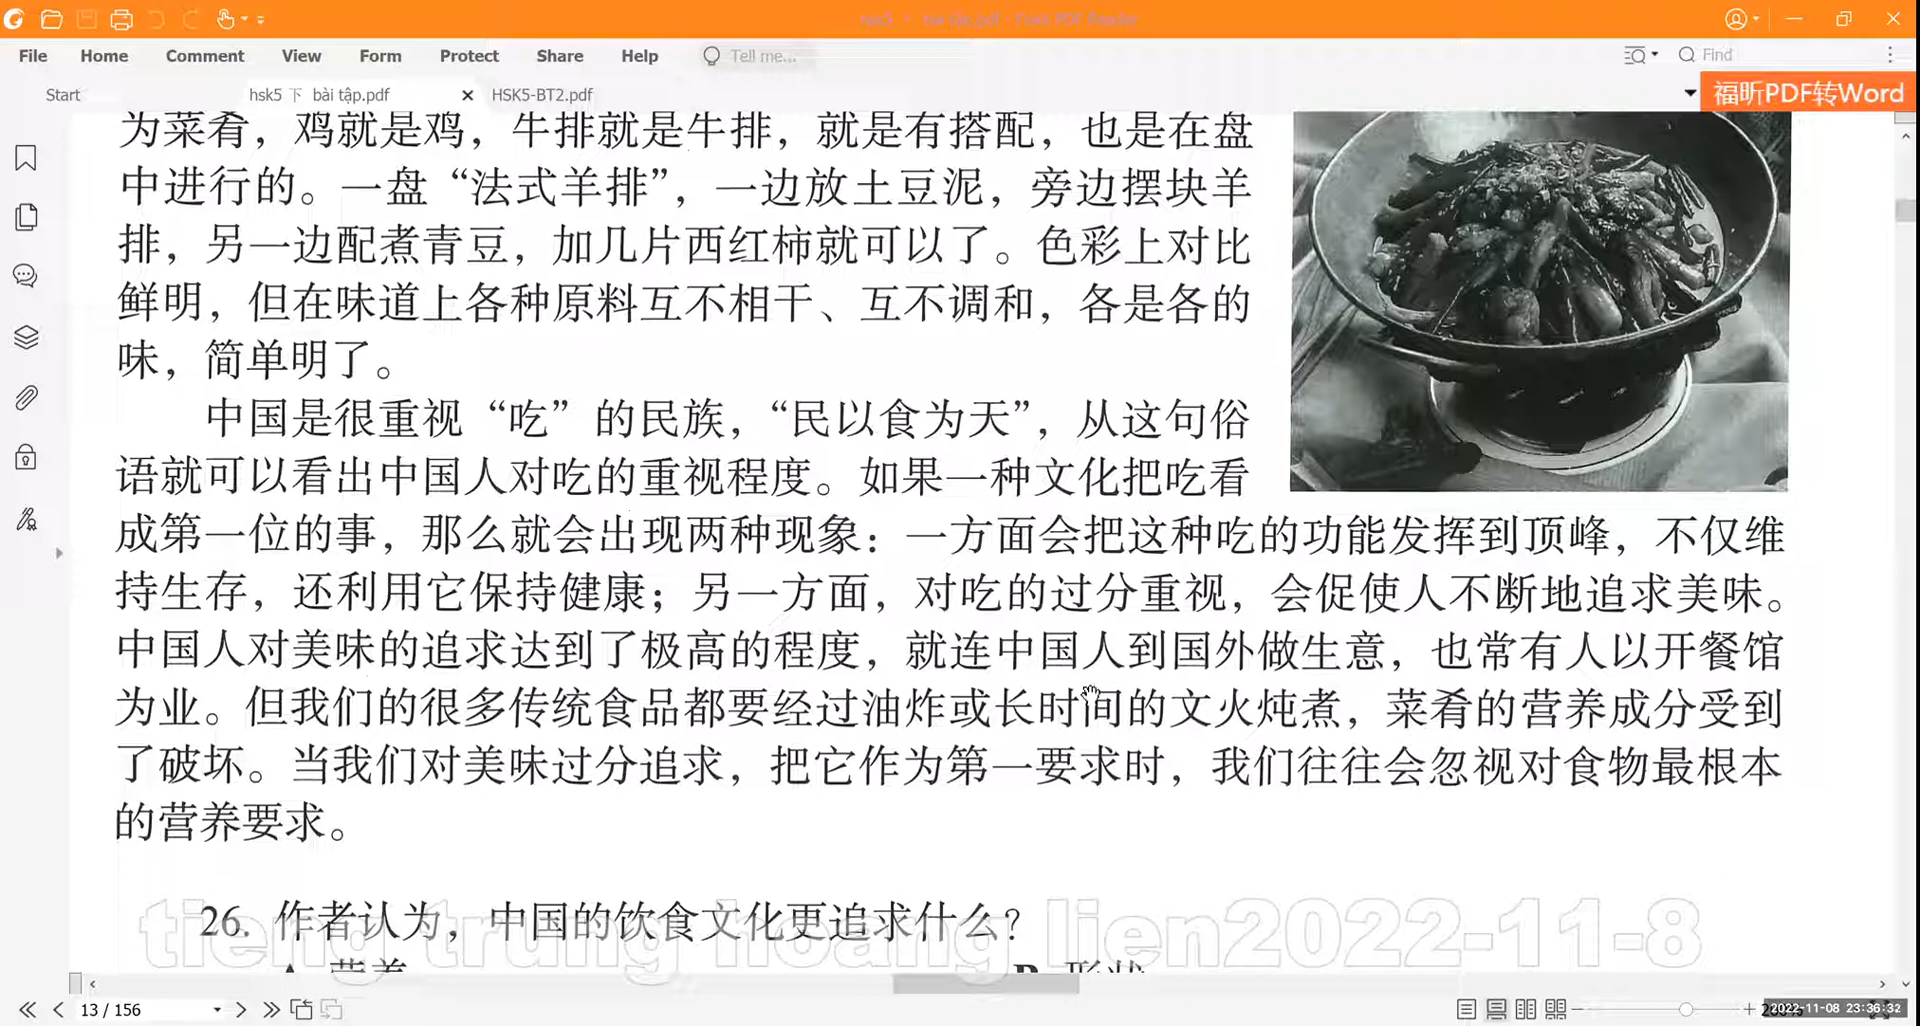 File Home Comment View Form Protect Share Help Tell me... Find
Start hsk5 下 bài tập.pdf HSK5-BT2.pdf 福昕PDF转Word
为菜肴，鸡就是鸡，牛排就是牛排，就是有搭配，也是在盘
中进行的。一盘“法式羊排”，一边放土豆泥，旁边摆块羊
排，另一边配煮青豆，加几片西红柿就可以了。色彩上对比
鲜明，但在味道上各种原料互不相干、互不调和，各是各的
味，简单明了。
中国是很重视“吃”的民族，“民以食为天”，从这句俗
语就可以看出中国人对吃的重视程度。如果一种文化把吃看
成第一位的事，那么就会出现两种现象：一方面会把这种吃的功能发挥到顶峰，不仅维
持生存，还利用它保持健康；另一方面，对吃的过分重视，会促使人不断地追求美味。
中国人对美味的追求达到了极高的程度，就连中国人到国外做生意，也常有人以开餐馆
为业。但我们的很多传统食品都要经过油炸或长时间的文火炖煮，菜肴的营养成分受到
了破坏。当我们对美味过分追求，把它作为第一要求时，我们往往会忽视对食物最根本
的营养要求。
26. 作者认为，中国的饮食文化更追求什么？
tieng trung hoang lien2022-11-8
A 营养 B 形状
13 / 156 2022-11-08 23:36:32